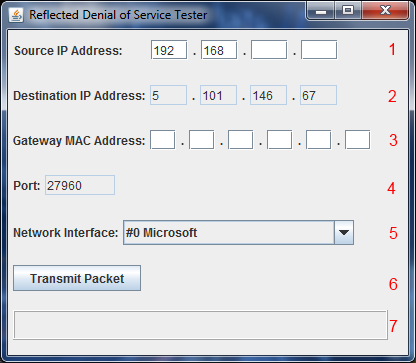 Reflected Denial of Service Tester
Source IP Address: 192 . 168 . . 1
Destination IP Address: 5 . 101 . 146 . 67 2
Gateway MAC Address: . . . . . 3
Port: 27960 4
Network Interface: #0 Microsoft 5
Transmit Packet 6
7